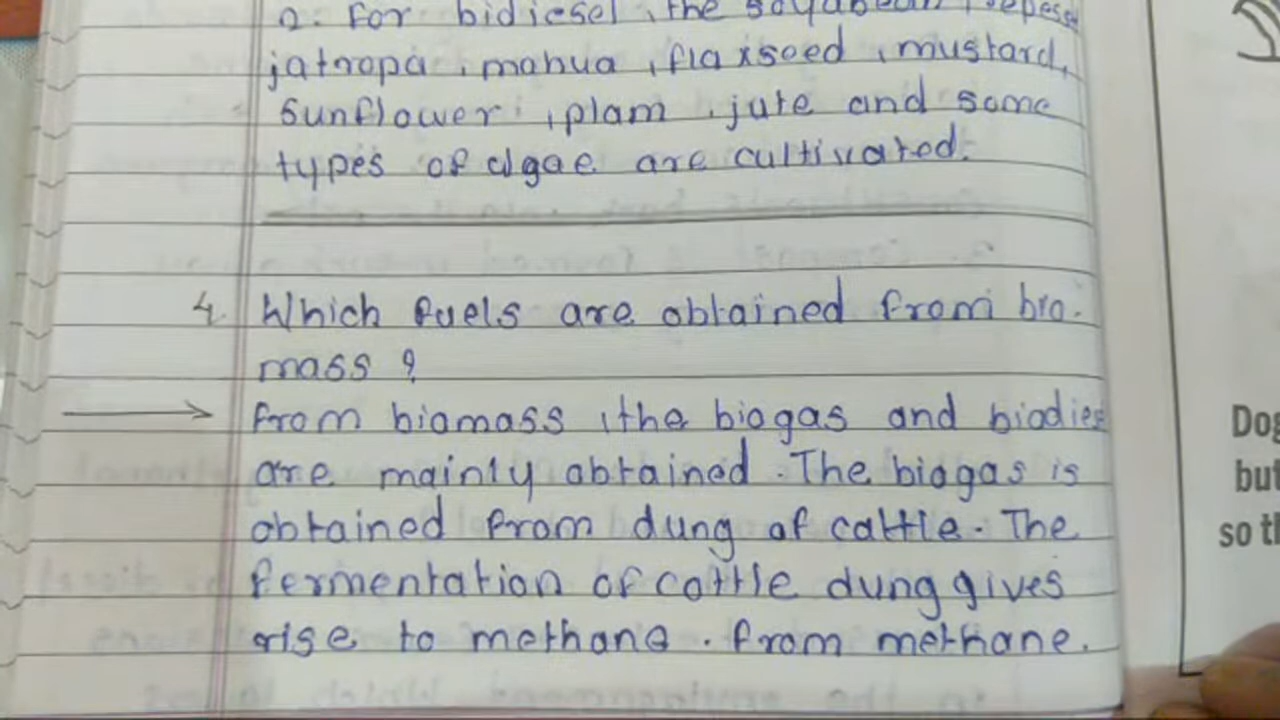 2. For bidiesel, the soyabean,
jatropa, mahua, flaxseed, mustard,
Sunflower, plam, jute and some
types of algae are cultivated.
4. Which fuels are obtained from bio-
mass ?
→ From biomass, the biogas and biodies
are mainly obtained. The biogas is
obtained from dung of cattle. The
fermentation of cattle dung gives
rise to methane. From methane.
Dog
but
so th